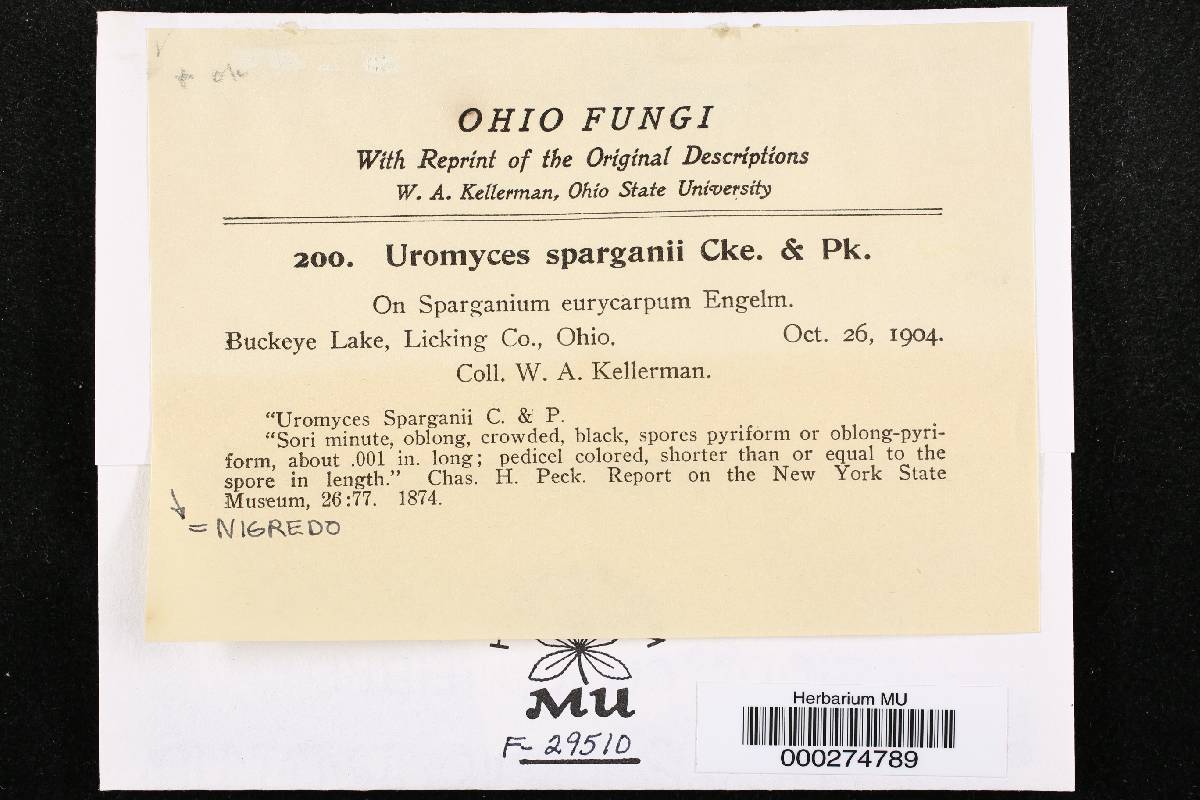 OHIO FUNGI
With Reprint of the Original Descriptions
W. A. Kellerman, Ohio State University
200. Uromyces sparganii Cke. & Pk.
On Sparganium eurycarpum Engelm.
Buckeye Lake, Licking Co., Ohio. Oct. 26, 1904.
Coll. W. A. Kellerman.
"Uromyces Sparganii C. & P.
"Sori minute, oblong, crowded, black, spores pyriform or oblong-pyri-
form, about .001 in. long; pedicel colored, shorter than or equal to the
spore in length." Chas. H. Peck. Report on the New York State
Museum, 26:77. 1874.
= NIGREDO
MU
F-29510
Herbarium MU
000274789